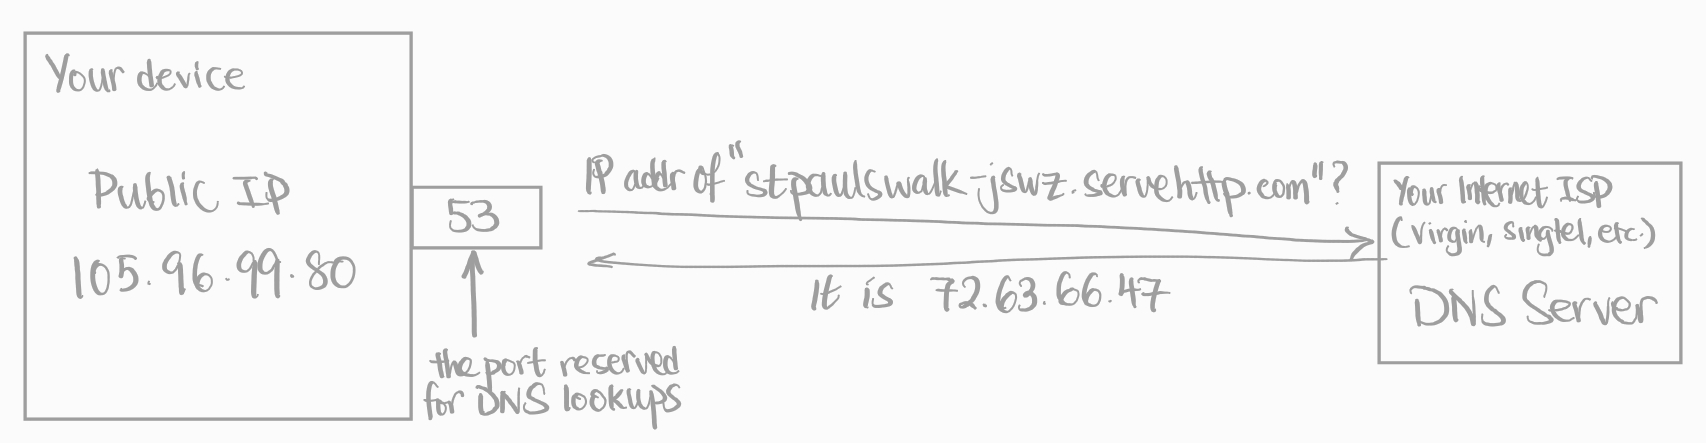 Your device
Public IP
105.96.99.80
53
the port reserved
for DNS lookups
IP addr of "stpaulswalk-jswz.servehttp.com"?
It is 72.63.66.47
Your Internet ISP
(Virgin, Singtel, etc.)
DNS Server